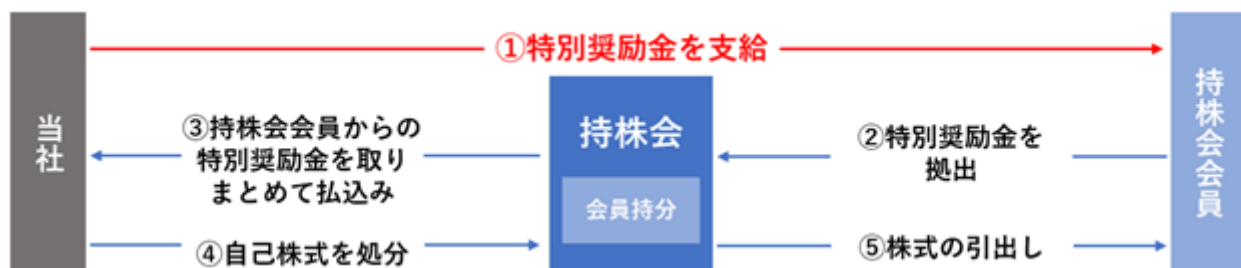 ①特別奨励金を支給
当社
③持株会会員からの
特別奨励金を取り
まとめて払込み
持株会
会員持分
②特別奨励金を
拠出
持株会会員
④自己株式を処分
⑤株式の引出し